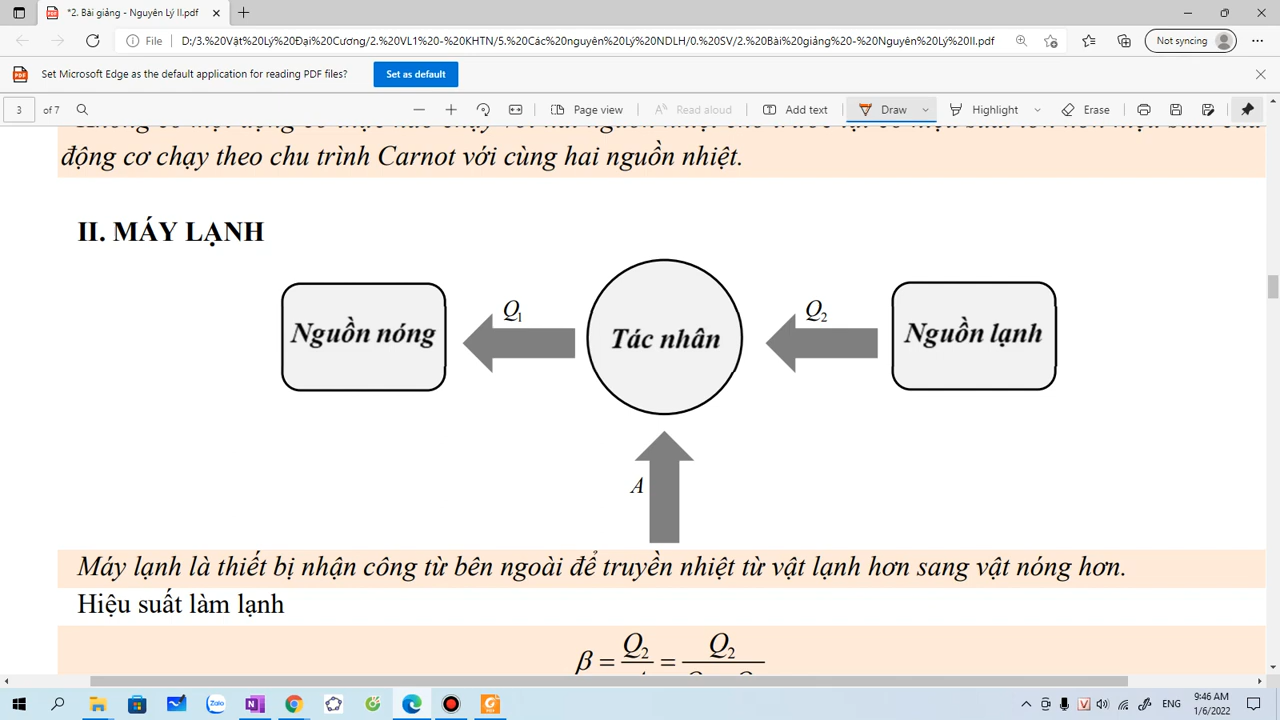 *2. Bài giảng - Nguyên Lý II.pdf
File
D:/3.%20Vật%20Lý%20Đại%20Cương/2.%20VL1%20-%20KHTN/5.%20Các%20nguyên%20Lý%20NDLH/0.%20SV/2.%20Bài%20giảng%20-%20Nguyên%20Lý%20II.pdf
Not syncing
Set Microsoft Edge as the default application for reading PDF files?
Set as default
3 of 7
Page view
Read aloud
Add text
Draw
Highlight
Erase
động cơ chạy theo chu trình Carnot với cùng hai nguồn nhiệt.
II. MÁY LẠNH
Q1
Q2
Nguồn nóng
Tác nhân
Nguồn lạnh
A
Máy lạnh là thiết bị nhận công từ bên ngoài để truyền nhiệt từ vật lạnh hơn sang vật nóng hơn.
Hiệu suất làm lạnh
β = Q2 = Q2
Zalo
ENG
9:46 AM
1/6/2022